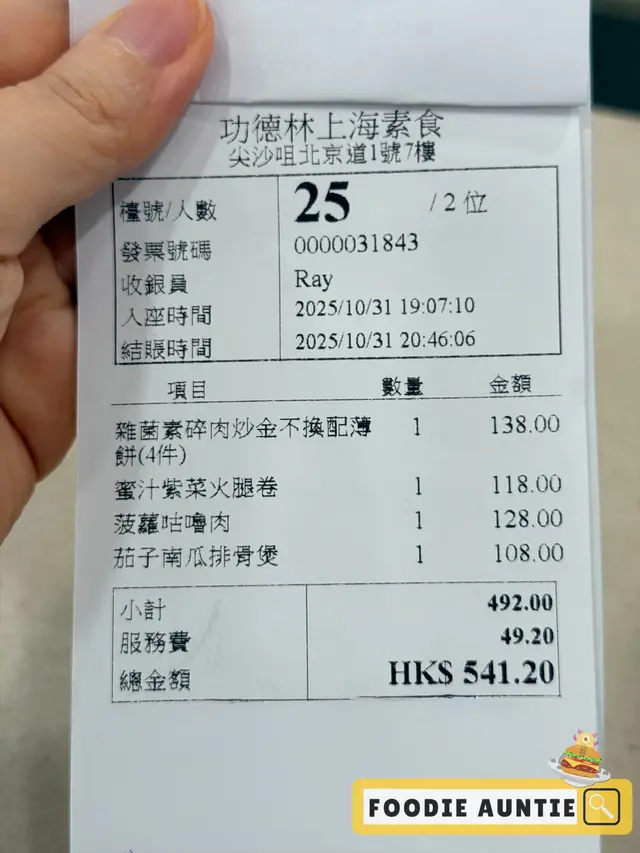 功德林上海素食
尖沙咀北京道1號7樓
檯號/人數 25 / 2 位
發票號碼 0000031843
收銀員 Ray
入座時間 2025/10/31 19:07:10
結賬時間 2025/10/31 20:46:06
項目 數量 金額
雜菌素碎肉炒金不換配薄 1 138.00
餅(4件)
蜜汁紫菜火腿卷 1 118.00
菠蘿咕嚕肉 1 128.00
茄子南瓜排骨煲 1 108.00
小計 492.00
服務費 49.20
總金額 HK$ 541.20
FOODIE AUNTIE